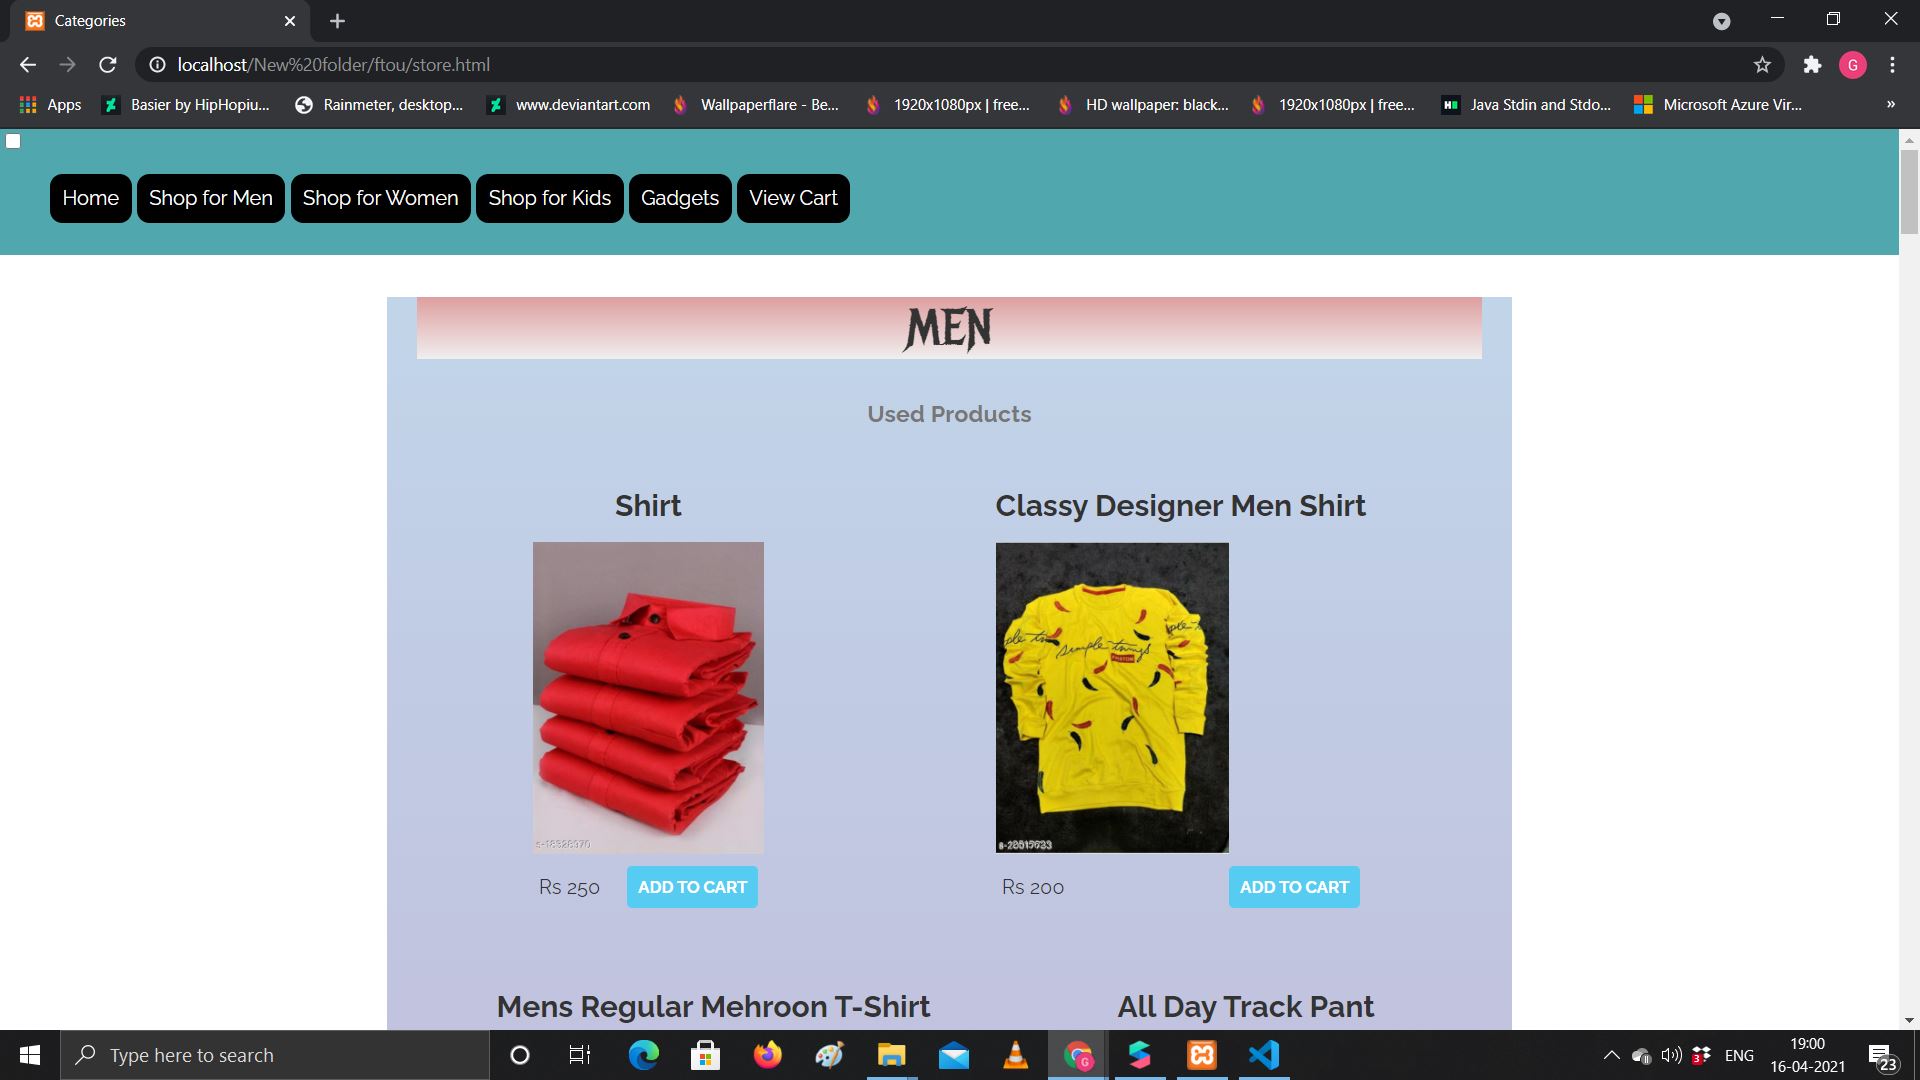 Categories
localhost/New%20folder/ftou/store.html
G
Apps
Basier by HipHopiu...
Rainmeter, desktop...
www.deviantart.com
Wallpaperflare - Be...
1920x1080px | free...
HD wallpaper: black...
1920x1080px | free...
Java Stdin and Stdo...
Microsoft Azure Vir...
»
Home
Shop for Men
Shop for Women
Shop for Kids
Gadgets
View Cart
MEN
Used Products
Shirt
Classy Designer Men Shirt
simple things
s-18328970
Rs 250
ADD TO CART
Rs 200
ADD TO CART
Mens Regular Mehroon T-Shirt
All Day Track Pant
Type here to search
ENG
19:00
16-04-2021
23